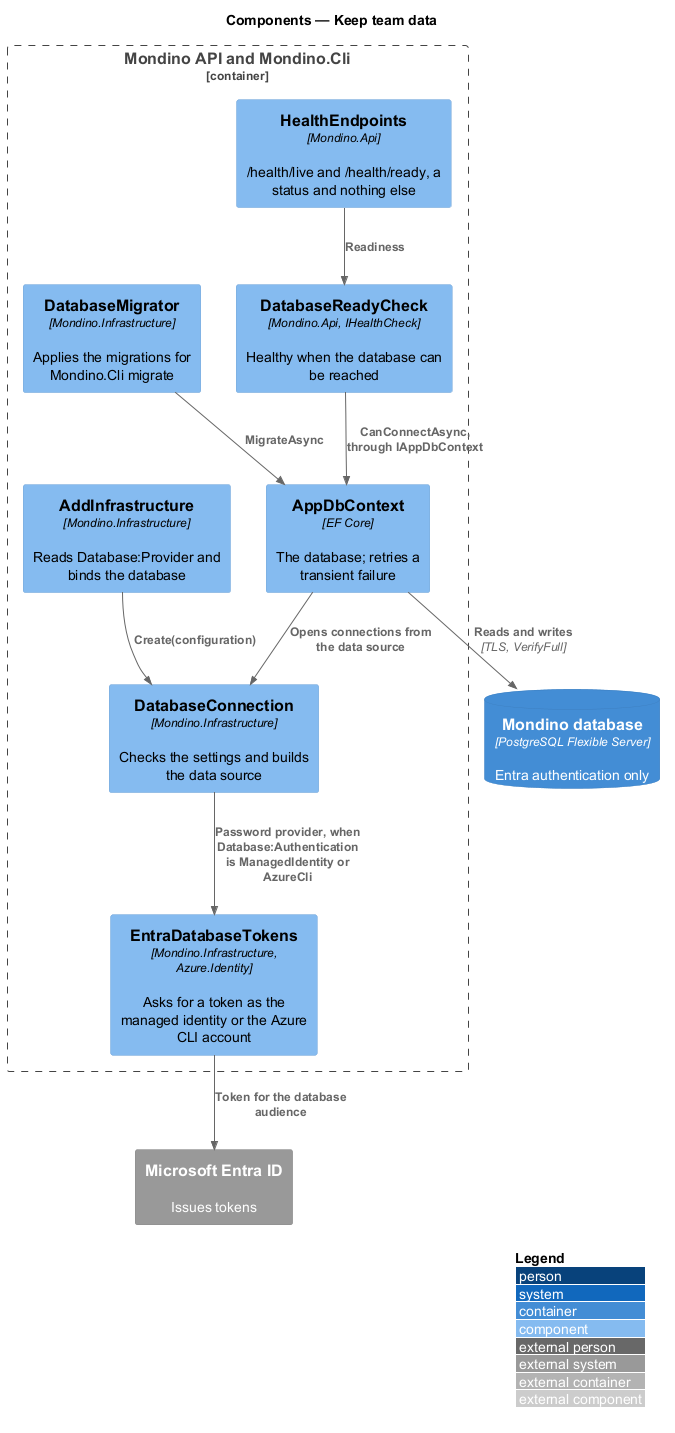 Components — Keep team data
Mondino API and Mondino.Cli
[container]
HealthEndpoints
[Mondino.Api]
/health/live and /health/ready, a
status and nothing else
Readiness
DatabaseMigrator
[Mondino.Infrastructure]
Applies the migrations for
Mondino.Cli migrate
DatabaseReadyCheck
[Mondino.Api, IHealthCheck]
Healthy when the database can
be reached
MigrateAsync
CanConnectAsync,
through IAppDbContext
AddInfrastructure
[Mondino.Infrastructure]
Reads Database:Provider and
binds the database
AppDbContext
[EF Core]
The database; retries a
transient failure
Create(configuration)
Opens connections from
the data source
Reads and writes
[TLS, VerifyFull]
DatabaseConnection
[Mondino.Infrastructure]
Checks the settings and builds
the data source
Mondino database
[PostgreSQL Flexible Server]
Entra authentication only
Password provider, when
Database:Authentication
is ManagedIdentity or
AzureCli
EntraDatabaseTokens
[Mondino.Infrastructure,
Azure.Identity]
Asks for a token as the
managed identity or the Azure
CLI account
Token for the database
audience
Microsoft Entra ID
Issues tokens
Legend
person
system
container
component
external person
external system
external container
external component